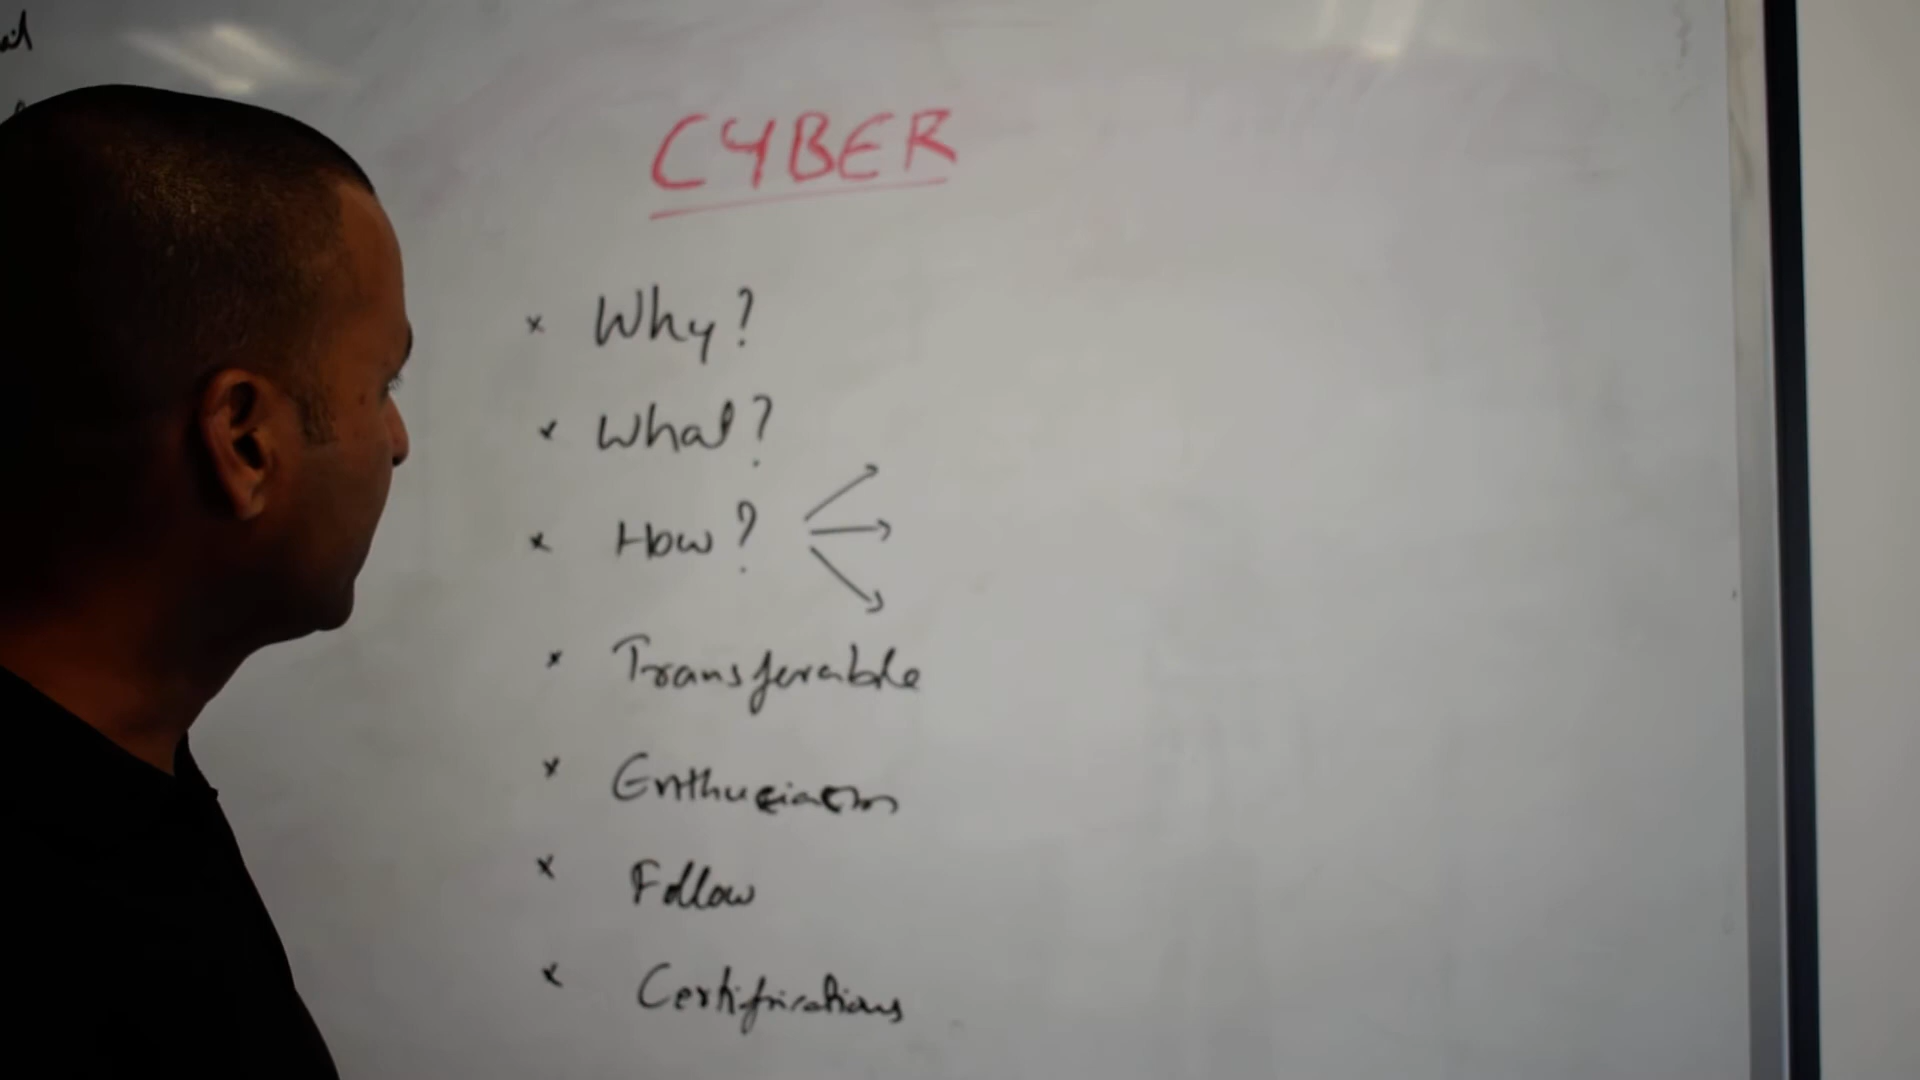 CYBER
x Why?
x What?
x How?
x Transferable
x Enthusiasm
x Follow
x Certifications